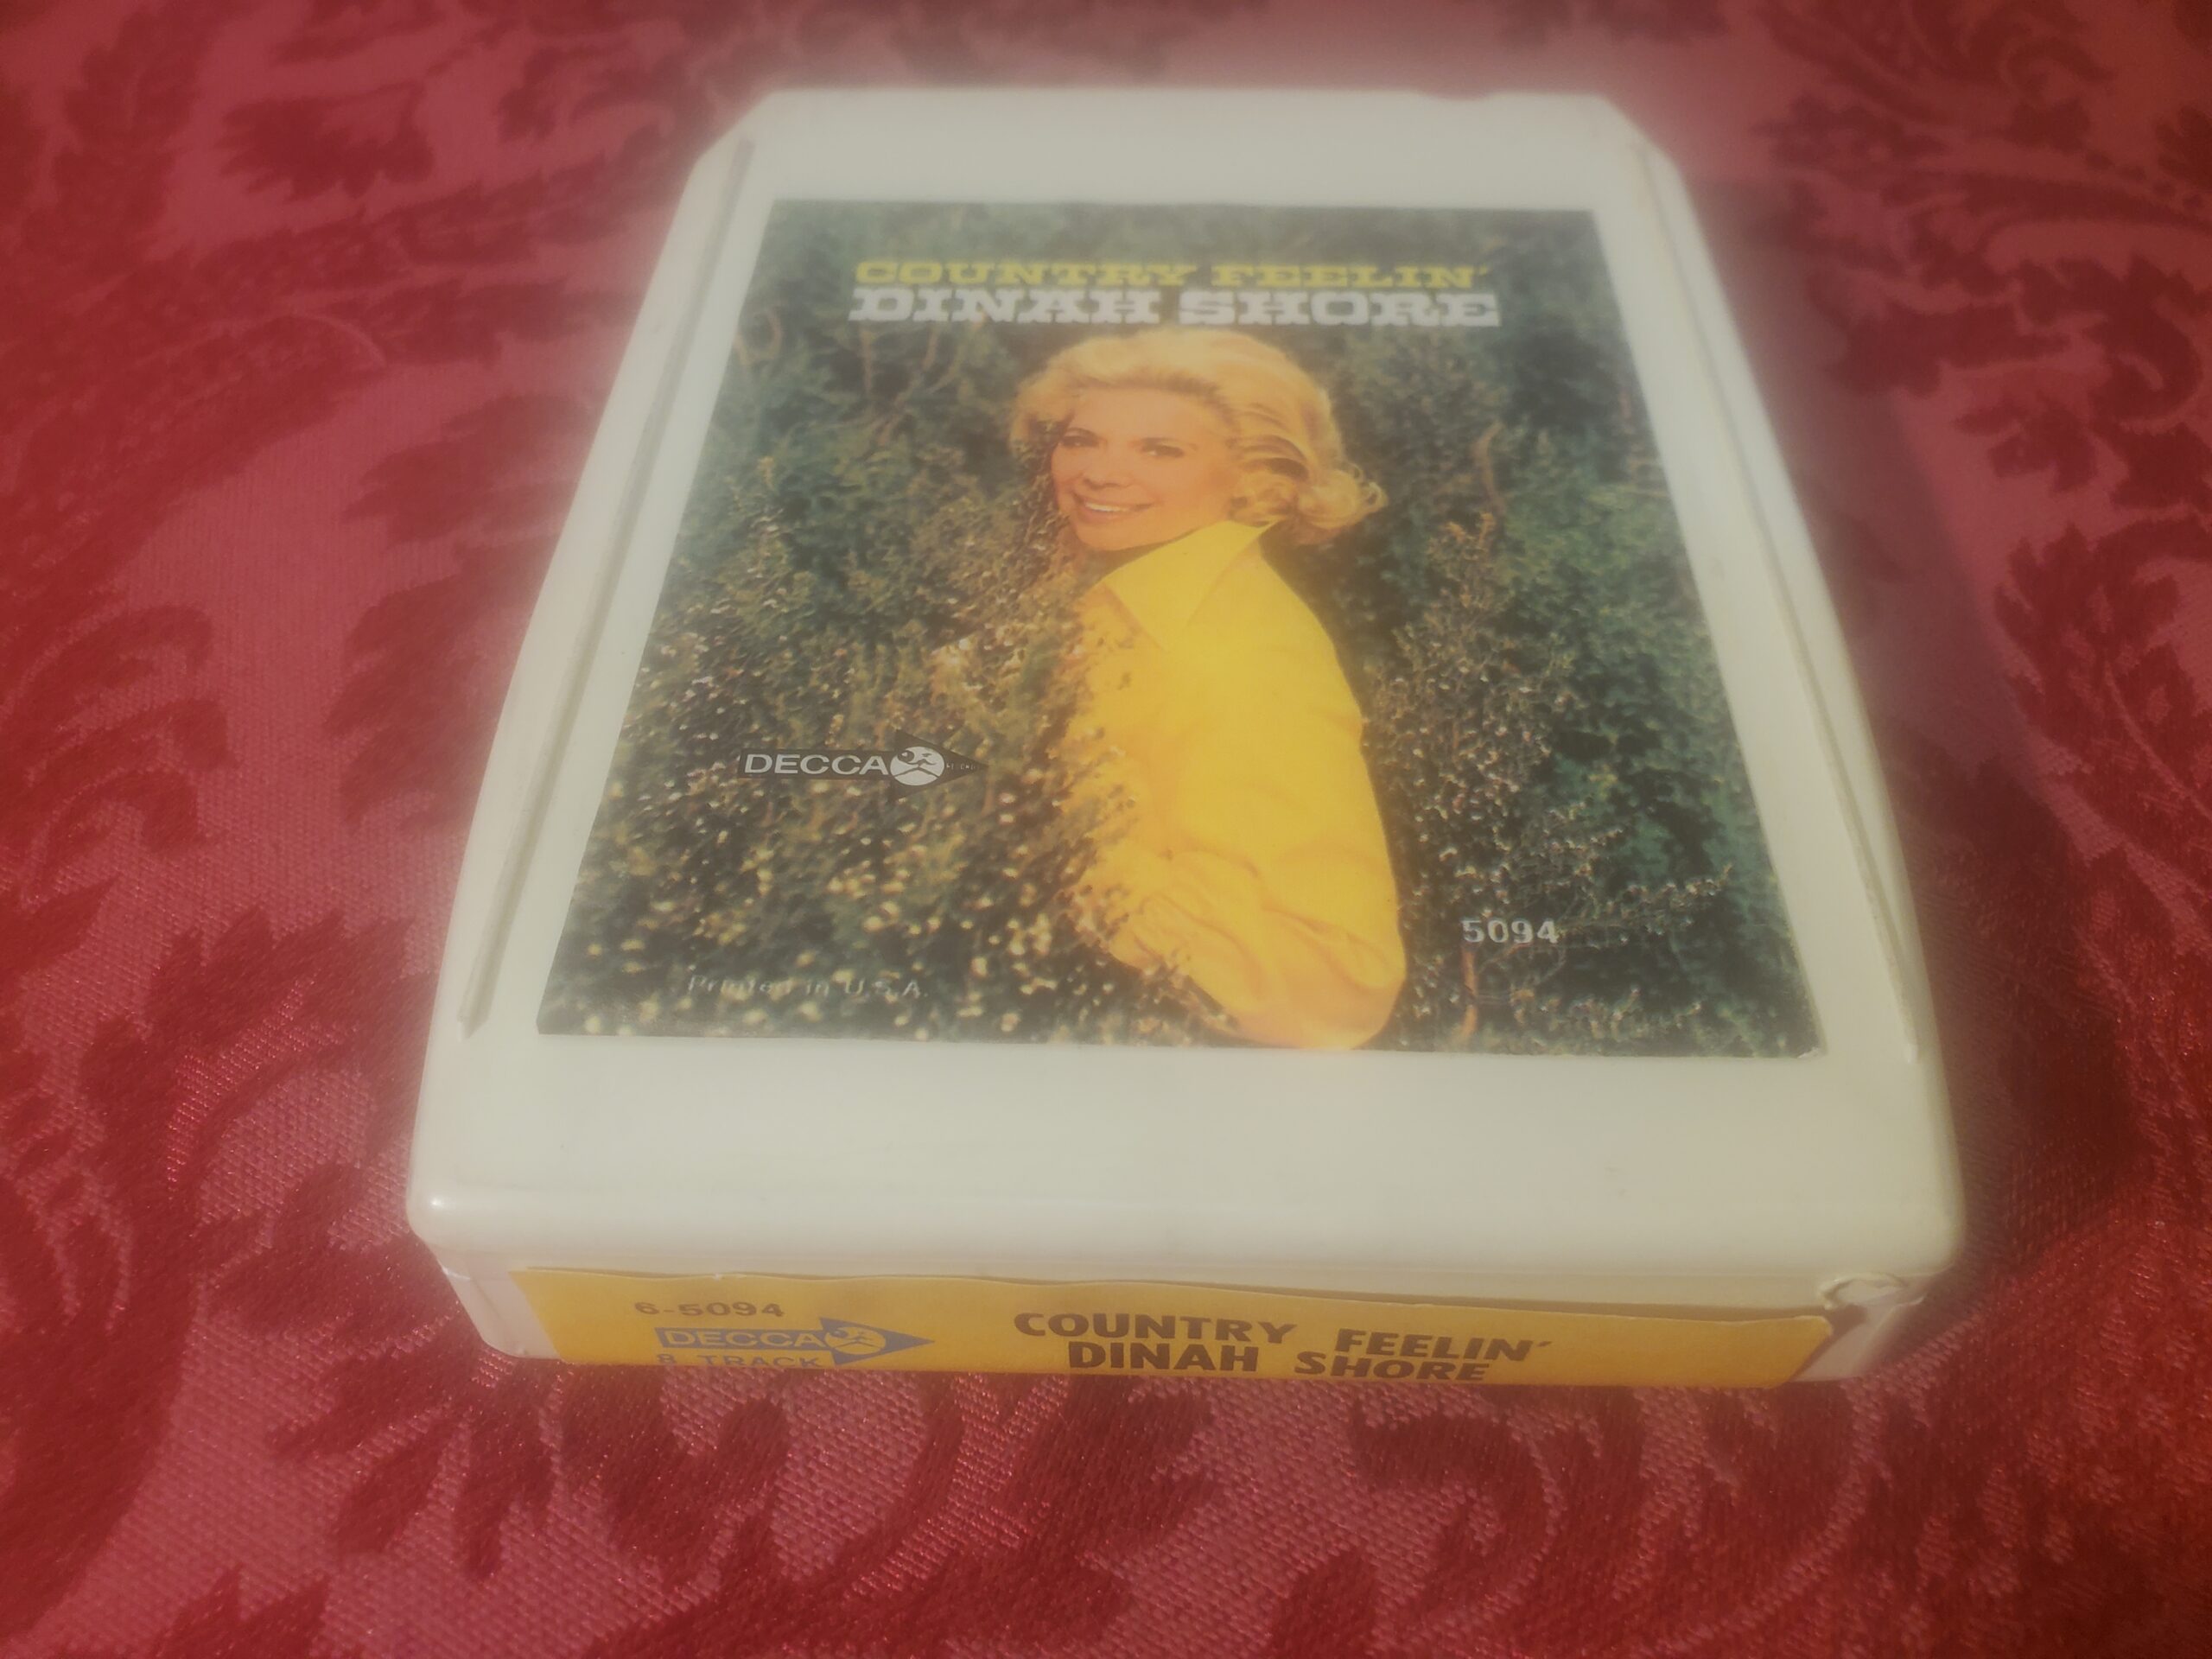 COUNTRY FEELIN'
DINAH SHORE
DECCA
5094
Printed in U.S.A.
6-5094
DECCA
8 TRACK
COUNTRY FEELIN'
DINAH SHORE